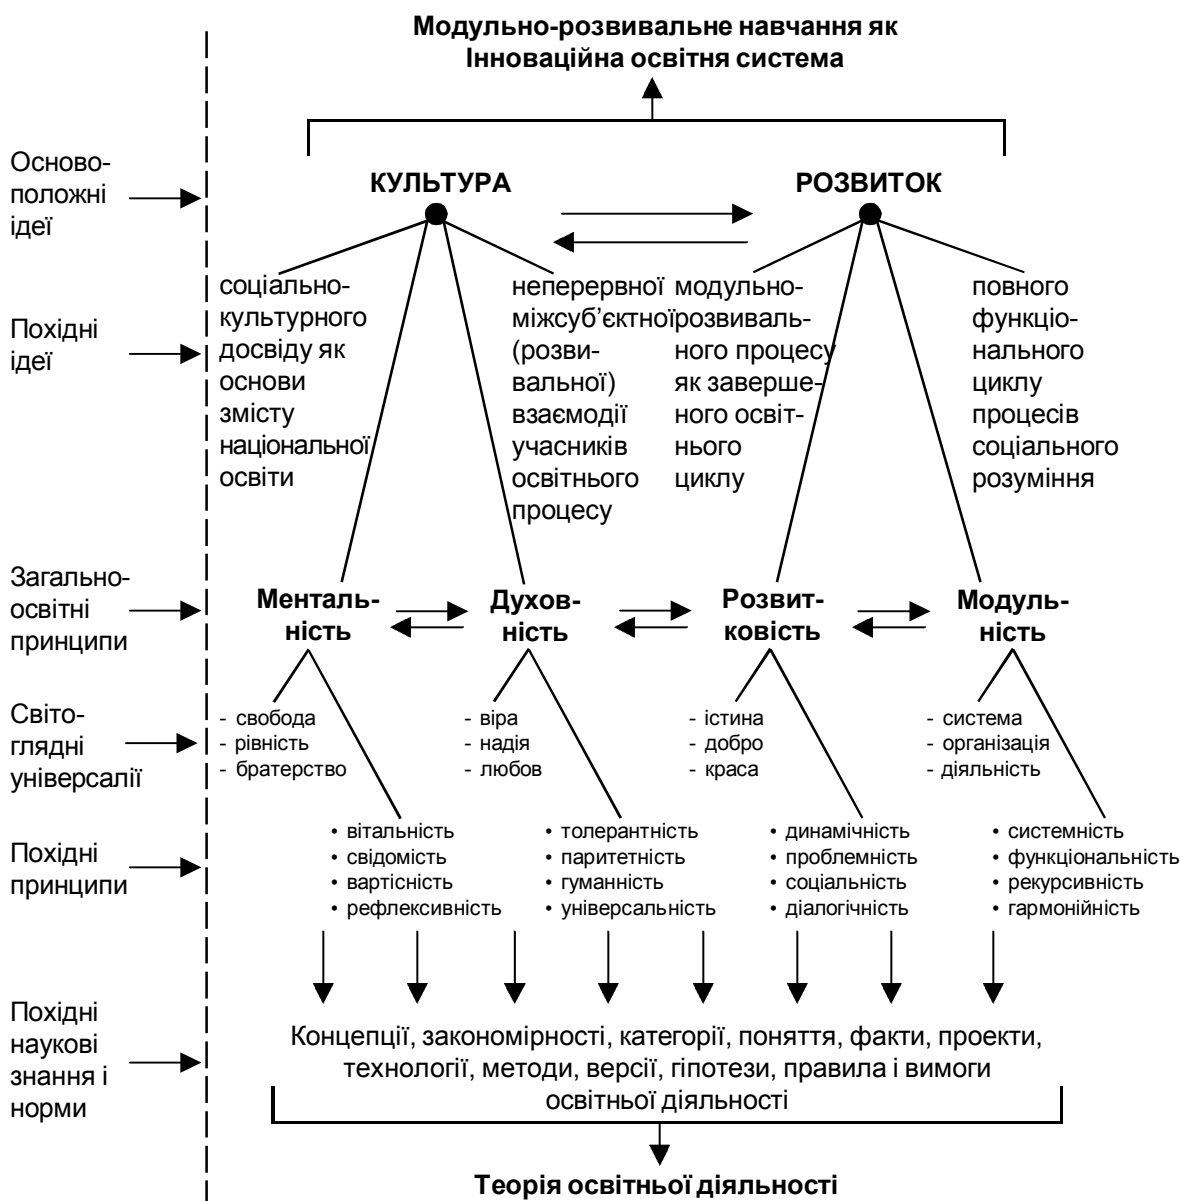 Модульно-розвивальне навчання як
Інноваційна освітня система
Осново-
положні
ідеї
КУЛЬТУРА
РОЗВИТОК
Похідні
ідеї
соціально-
культурного
досвіду як
основи
змісту
національної
освіти
неперервної
міжсуб’єктної
(розви-
вальної)
взаємодії
учасників
освітнього
процесу
модульно-
розвиваль-
ного процесу
як заверше-
ного освіт-
нього
циклу
повного
функціо-
нального
циклу
процесів
соціального
розуміння
Загально-
освітні
принципи
Менталь-
ність
Духов-
ність
Розвит-
ковість
Модуль-
ність
Світо-
глядні
універсалії
- свобода
- рівність
- братерство
- віра
- надія
- любов
- істина
- добро
- краса
- система
- організація
- діяльність
Похідні
принципи
• вітальність
• свідомість
• вартісність
• рефлексивність
• толерантність
• паритетність
• гуманність
• універсальність
• динамічність
• проблемність
• соціальність
• діалогічність
• системність
• функціональність
• рекурсивність
• гармонійність
Похідні
наукові
знання і
норми
Концепції, закономірності, категорії, поняття, факти, проекти,
технології, методи, версії, гіпотези, правила і вимоги
освітньої діяльності
Теорія освітньої діяльності